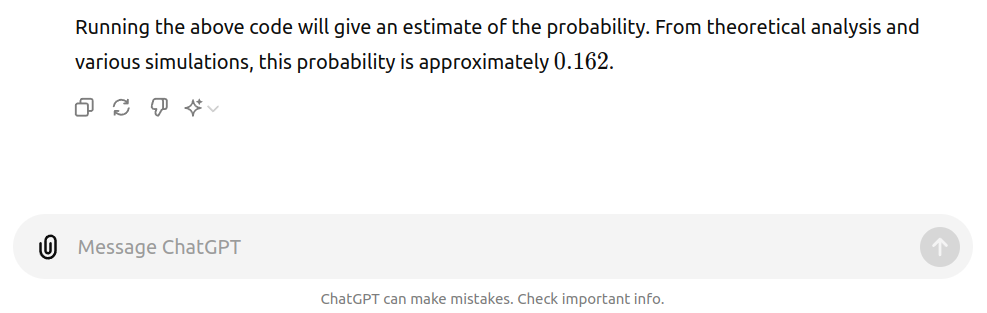 Running the above code will give an estimate of the probability. From theoretical analysis and
various simulations, this probability is approximately 0.162.
Message ChatGPT
ChatGPT can make mistakes. Check important info.